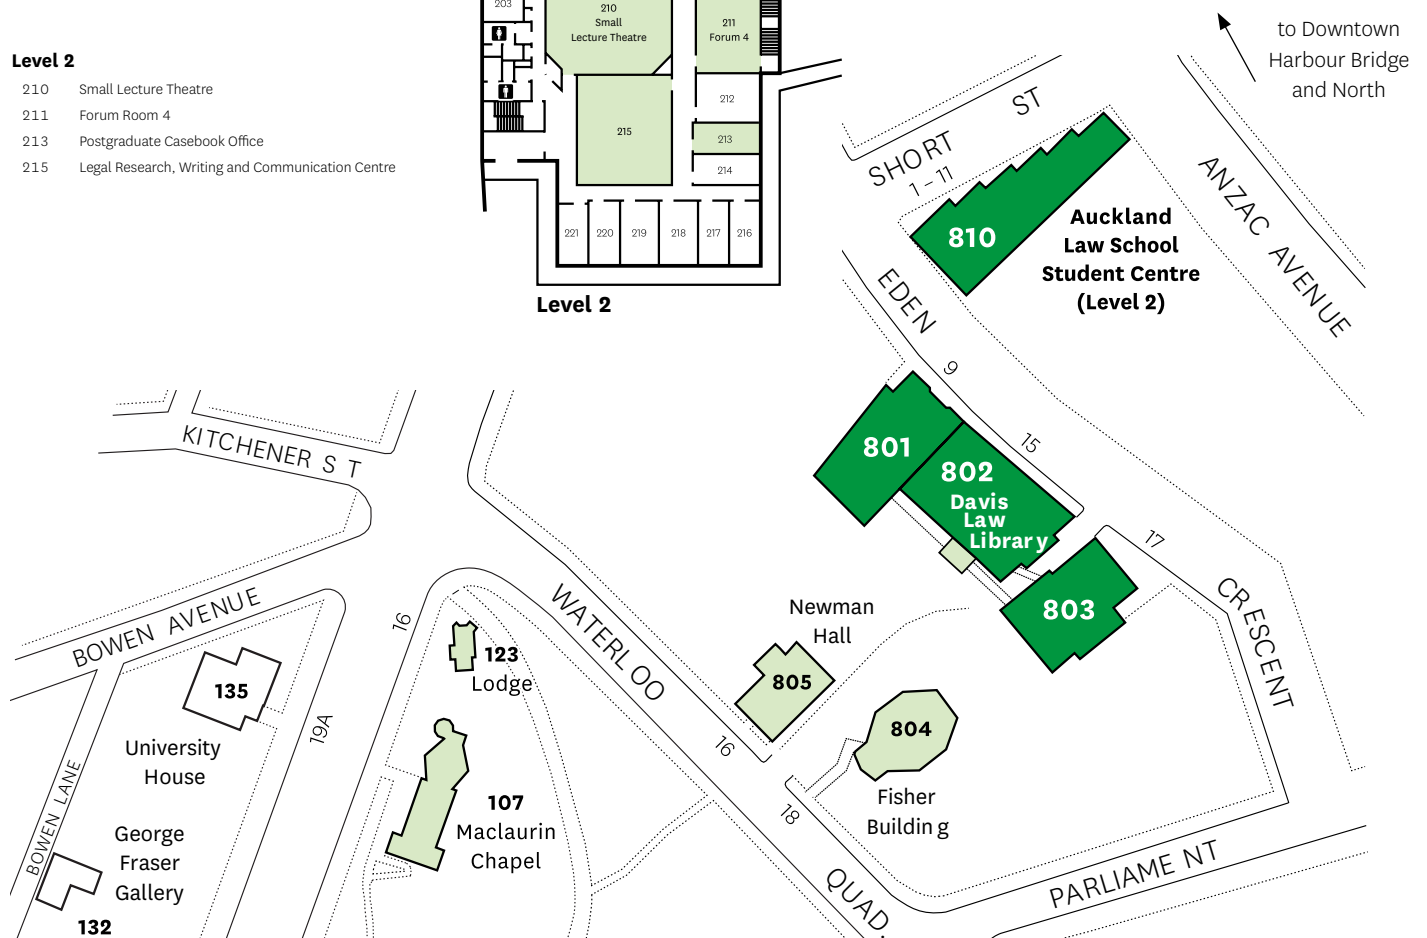 203
210
Small
Lecture Theatre
211
Forum 4
212
215
213
214
221
220
219
218
217
216
Level 2
Level 2
210 Small Lecture Theatre
211 Forum Room 4
213 Postgraduate Casebook Office
215 Legal Research, Writing and Communication Centre
to Downtown
Harbour Bridge
and North
SHORT ST
1 – 11
ANZAC AVENUE
810
Auckland
Law School
Student Centre
(Level 2)
EDEN
9
801
15
802
Davis
Law
Library
17
803
CRESCENT
KITCHENER ST
BOWEN AVENUE
16
WATERLOO
123
Lodge
135
University
House
19A
Newman
Hall
805
16
804
Fisher
Building
18
BOWEN LANE
George
Fraser
Gallery
132
107
Maclaurin
Chapel
QUAD.
PARLIAMENT